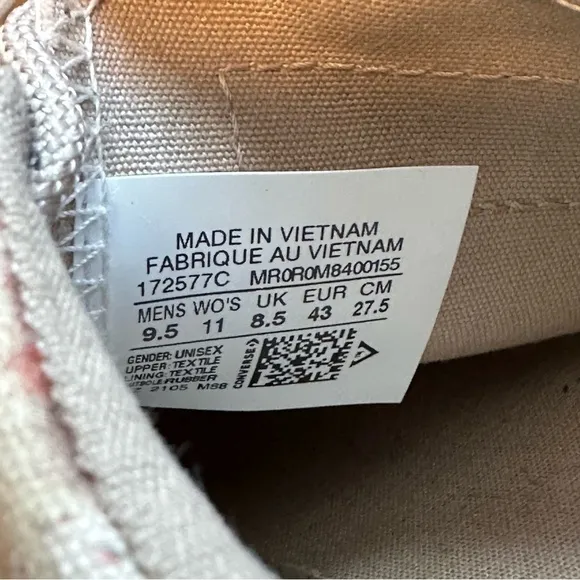 MADE IN VIETNAM
FABRIQUE AU VIETNAM
172577C MR0R0M8400155
MENS WO'S UK EUR CM
9.5 11 8.5 43 27.5
GENDER: UNISEX
UPPER: TEXTILE
LINING: TEXTILE
RUBBER
2105 MS8
CONVERSE